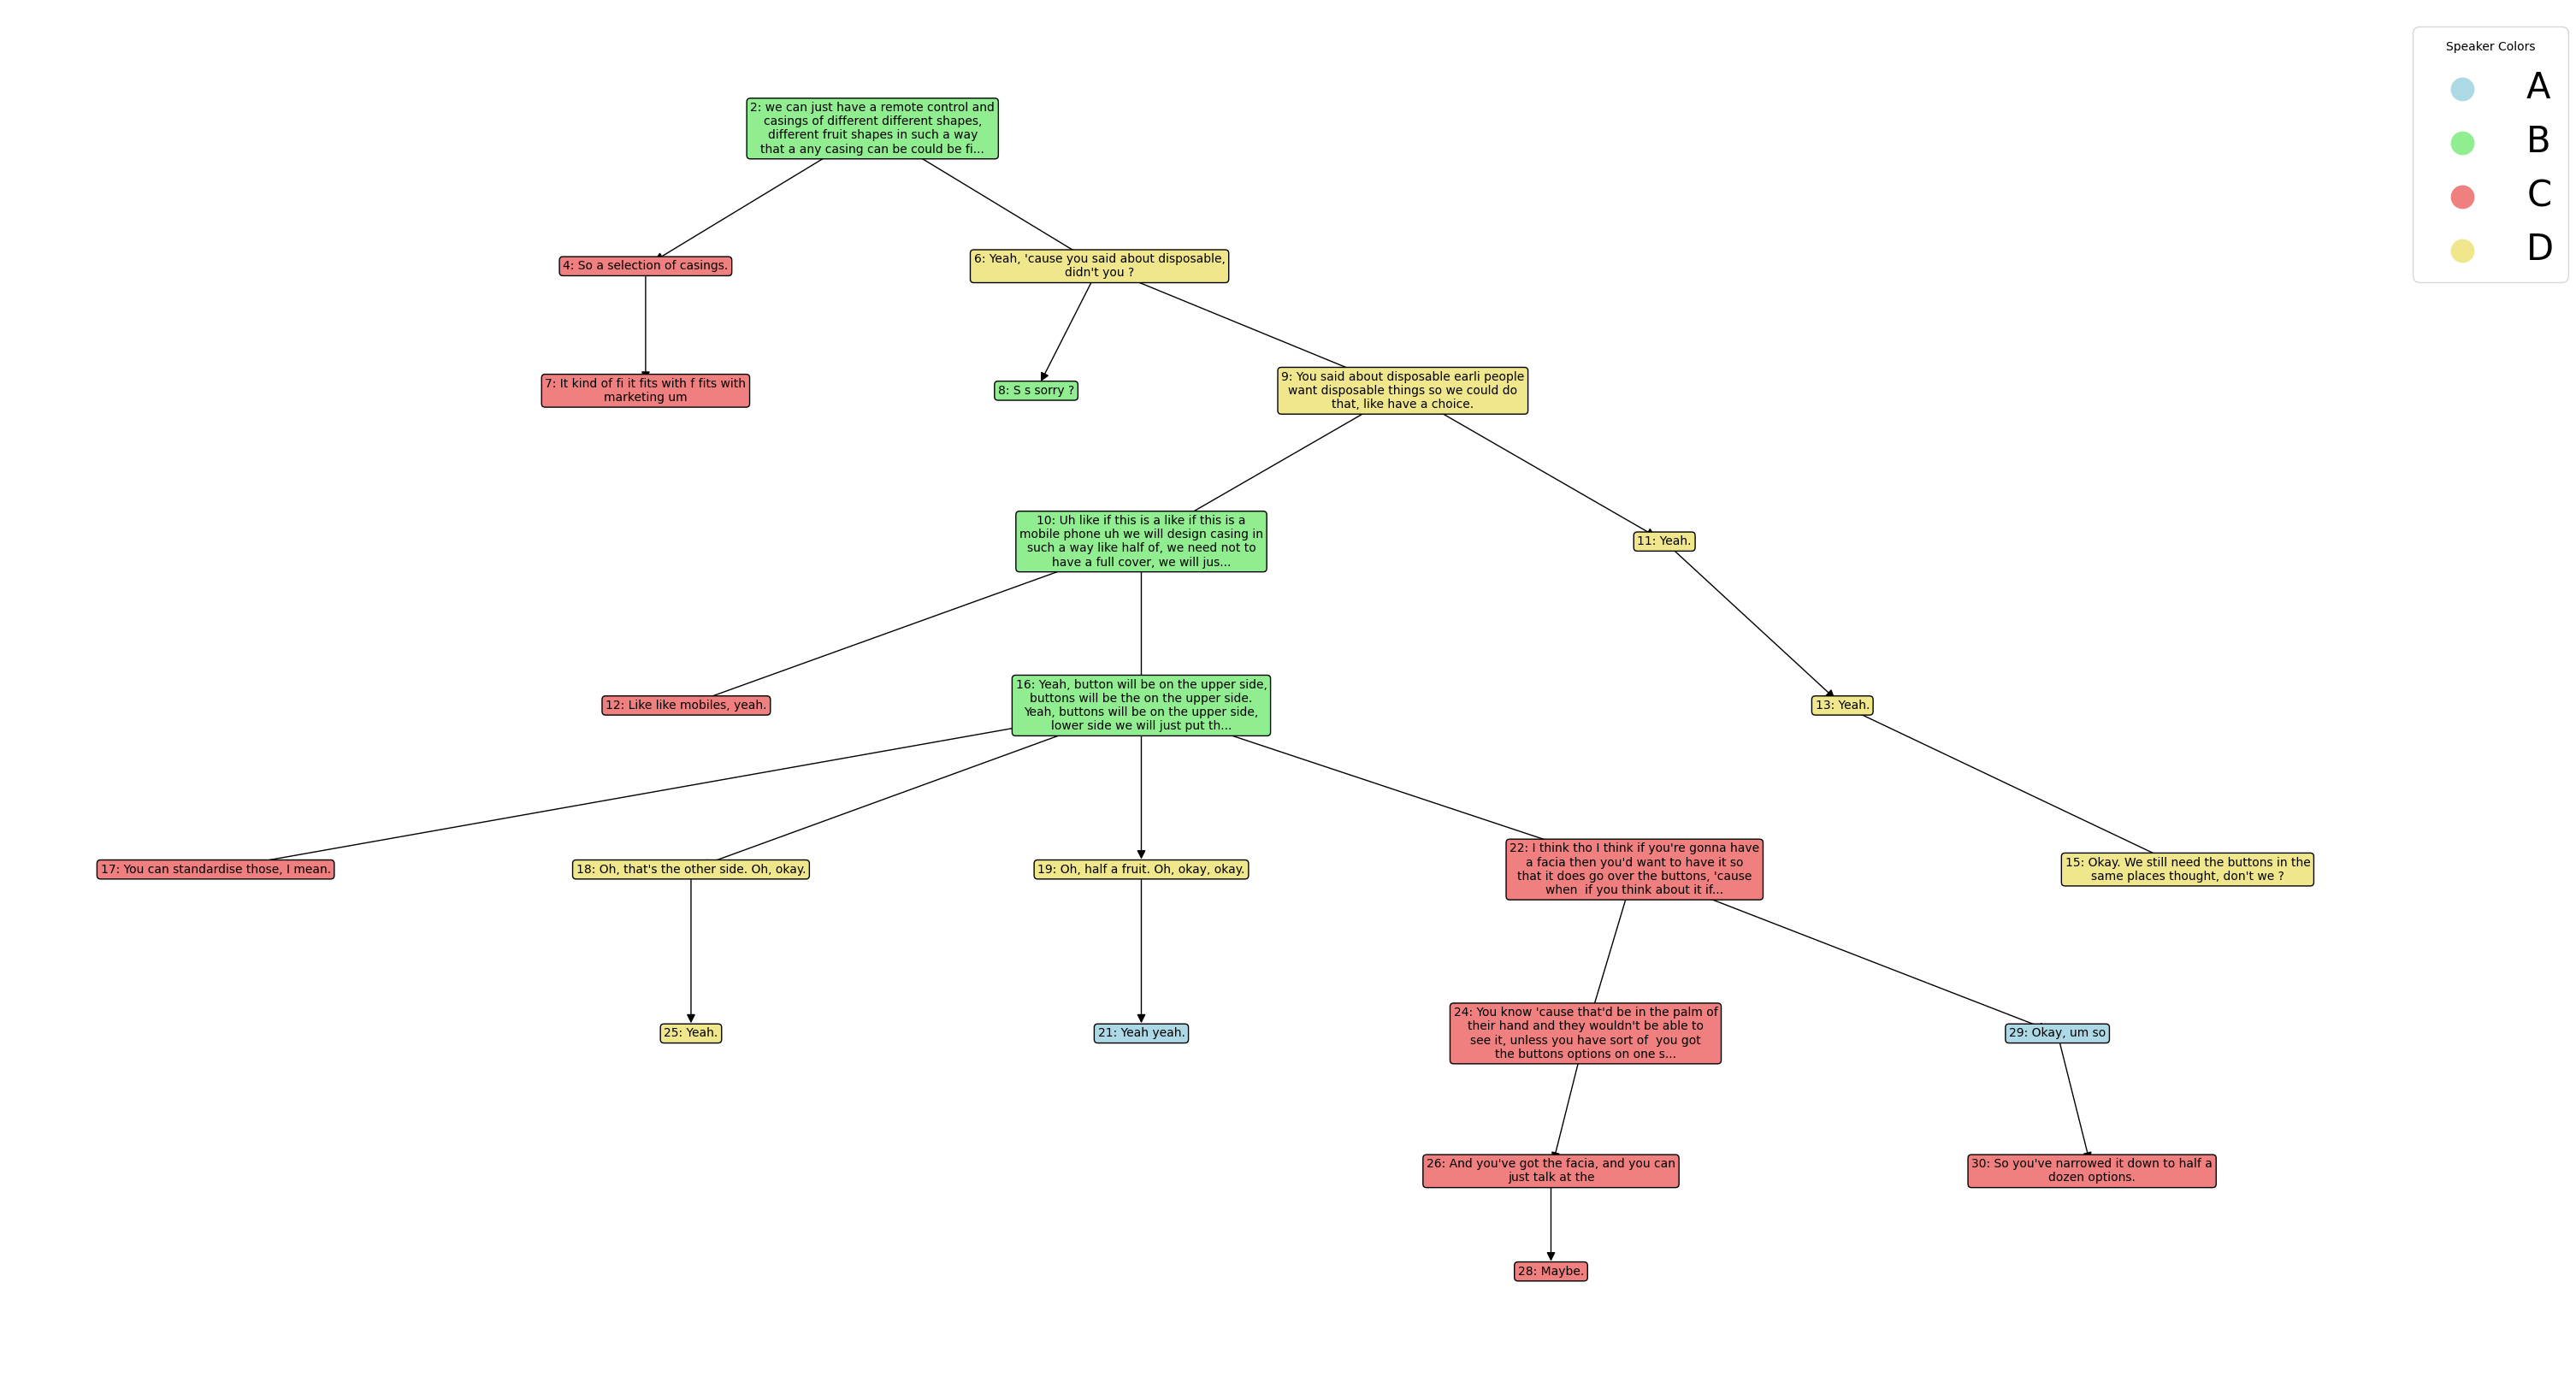 Speaker Colors
A
B
C
D
2: we can just have a remote control and
casings of different different shapes,
different fruit shapes in such a way
that a any casing can be could be fi...
4: So a selection of casings.
6: Yeah, 'cause you said about disposable,
didn't you ?
7: It kind of fi it fits with f fits with
marketing um
8: S s sorry ?
9: You said about disposable earli people
want disposable things so we could do
that, like have a choice.
10: Uh like if this is a like if this is a
mobile phone uh we will design casing in
such a way like half of, we need not to
have a full cover, we will jus...
11: Yeah.
12: Like like mobiles, yeah.
16: Yeah, button will be on the upper side,
buttons will be the on the upper side.
Yeah, buttons will be on the upper side,
lower side we will just put th...
13: Yeah.
17: You can standardise those, I mean.
18: Oh, that's the other side. Oh, okay.
19: Oh, half a fruit. Oh, okay, okay.
22: I think tho I think if you're gonna have
a facia then you'd want to have it so
that it does go over the buttons, 'cause
when  if you think about it if...
15: Okay. We still need the buttons in the
same places thought, don't we ?
25: Yeah.
21: Yeah yeah.
24: You know 'cause that'd be in the palm of
their hand and they wouldn't be able to
see it, unless you have sort of  you got
the buttons options on one s...
29: Okay, um so
26: And you've got the facia, and you can
just talk at the
30: So you've narrowed it down to half a
dozen options.
28: Maybe.